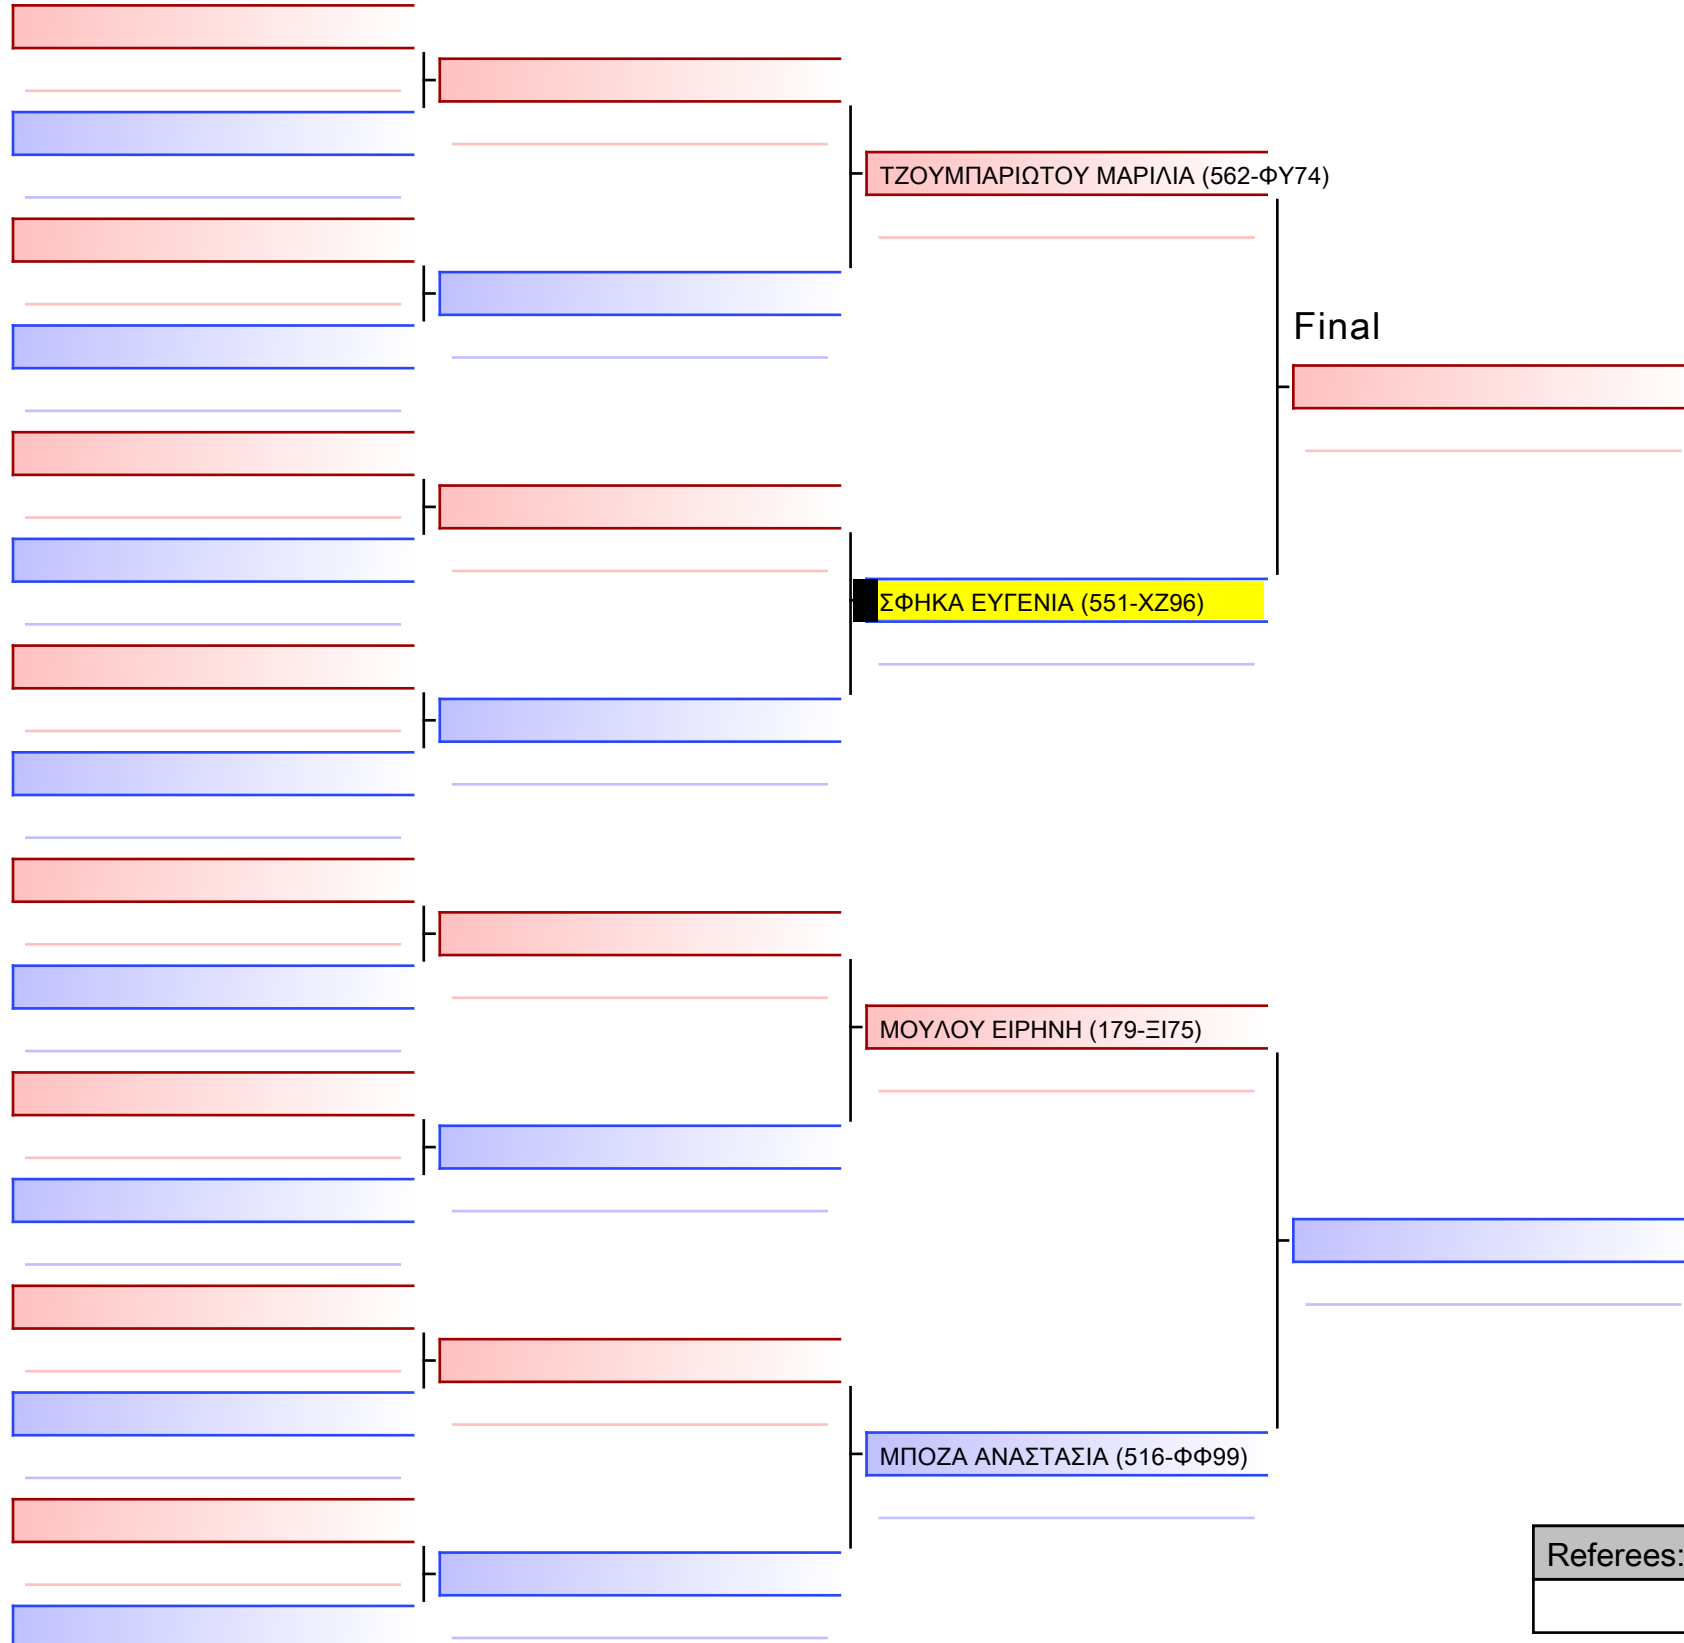 ΤΖΟΥΜΠΑΡΙΩΤΟΥ ΜΑΡΙΛΙΑ (562-ΦΥ74)
Final
ΣΦΗΚΑ ΕΥΓΕΝΙΑ (551-ΧΖ96)
ΜΟΥΛΟΥ ΕΙΡΗΝΗ (179-ΞΙ75)
ΜΠΟΖΑ ΑΝΑΣΤΑΣΙΑ (516-ΦΦ99)
Referees: